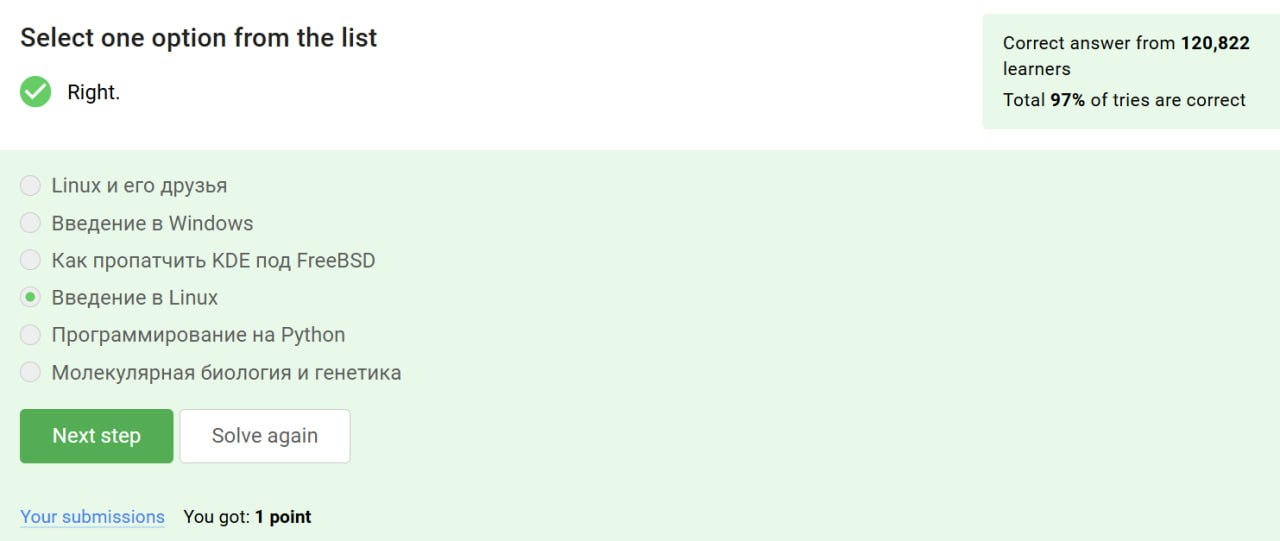 Select one option from the list
Right.
Correct answer from 120,822
learners
Total 97% of tries are correct
Linux и его друзья
Введение в Windows
Как пропатчить KDE под FreeBSD
Введение в Linux
Программирование на Python
Молекулярная биология и генетика
Next step
Solve again
Your submissions
You got: 1 point